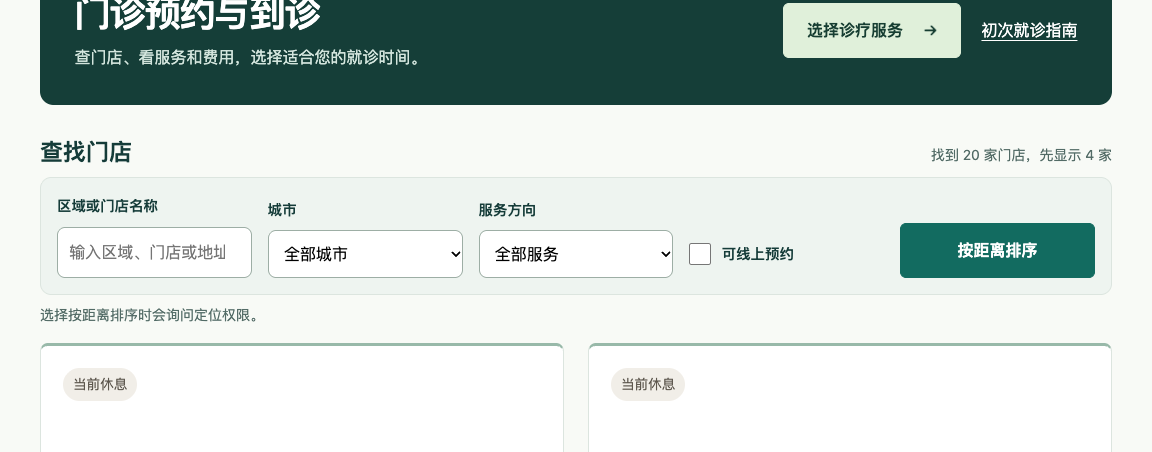 门诊预约与到诊
查门店、看服务和费用，选择适合您的就诊时间。
选择诊疗服务 →
初次就诊指南
查找门店
找到 20 家门店，先显示 4 家
区域或门店名称
城市
服务方向
输入区域、门店或地址
全部城市
全部服务
可线上预约
按距离排序
选择按距离排序时会询问定位权限。
当前休息
当前休息